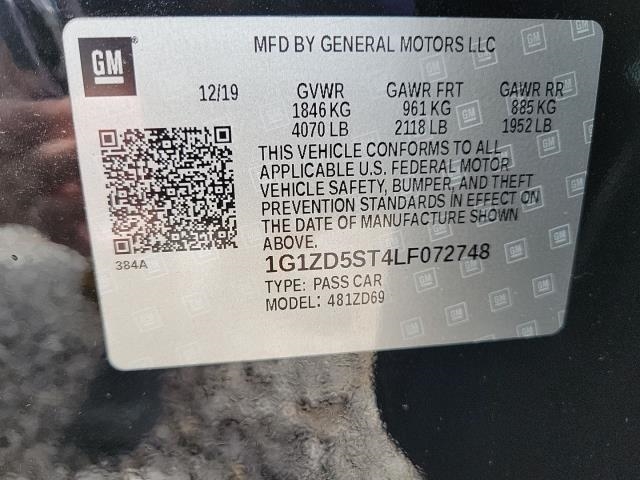 GM
MFD BY GENERAL MOTORS LLC
12/19 GVWR GAWR FRT GAWR RR
1846 KG 961 KG 885 KG
4070 LB 2118 LB 1952 LB
THIS VEHICLE CONFORMS TO ALL
APPLICABLE U.S. FEDERAL MOTOR
VEHICLE SAFETY, BUMPER, AND THEFT
PREVENTION STANDARDS IN EFFECT ON
THE DATE OF MANUFACTURE SHOWN
ABOVE.
384A
1G1ZD5ST4LF072748
TYPE: PASS CAR
MODEL: 481ZD69